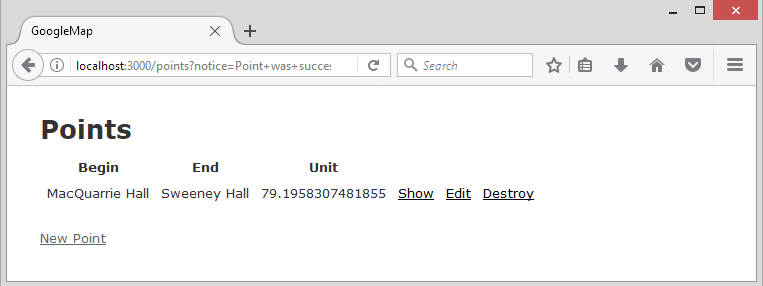 GoogleMap
localhost:3000/points?notice=Point+was+succes
Search
Points
Begin End Unit
MacQuarrie Hall Sweeney Hall 79.1958307481855 Show Edit Destroy
New Point